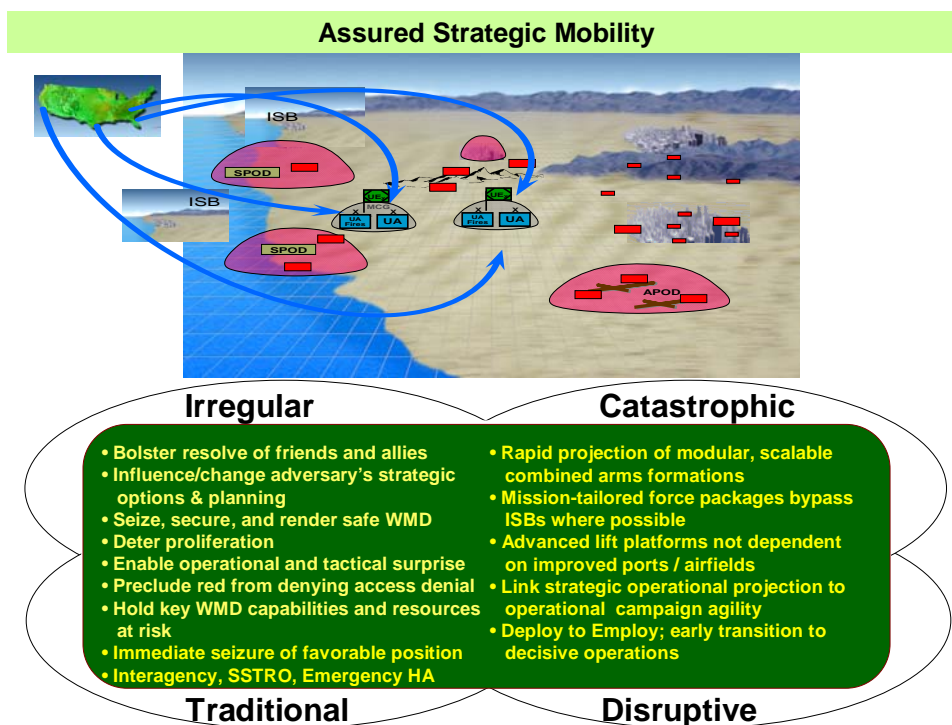 Assured Strategic Mobility
ISB
SPOD
ISB
UEx
MCG
X X
UA Fires
UA
X X
UA Fires
UA
SPOD
APOD
Irregular
Catastrophic
• Bolster resolve of friends and allies
• Influence/change adversary's strategic
options & planning
• Seize, secure, and render safe WMD
• Deter proliferation
• Enable operational and tactical surprise
• Preclude red from denying access denial
• Hold key WMD capabilities and resources
at risk
• Immediate seizure of favorable position
• Interagency, SSTRO, Emergency HA
• Rapid projection of modular, scalable
combined arms formations
• Mission-tailored force packages bypass
ISBs where possible
• Advanced lift platforms not dependent
on improved ports / airfields
• Link strategic operational projection to
operational campaign agility
• Deploy to Employ; early transition to
decisive operations
Traditional
Disruptive